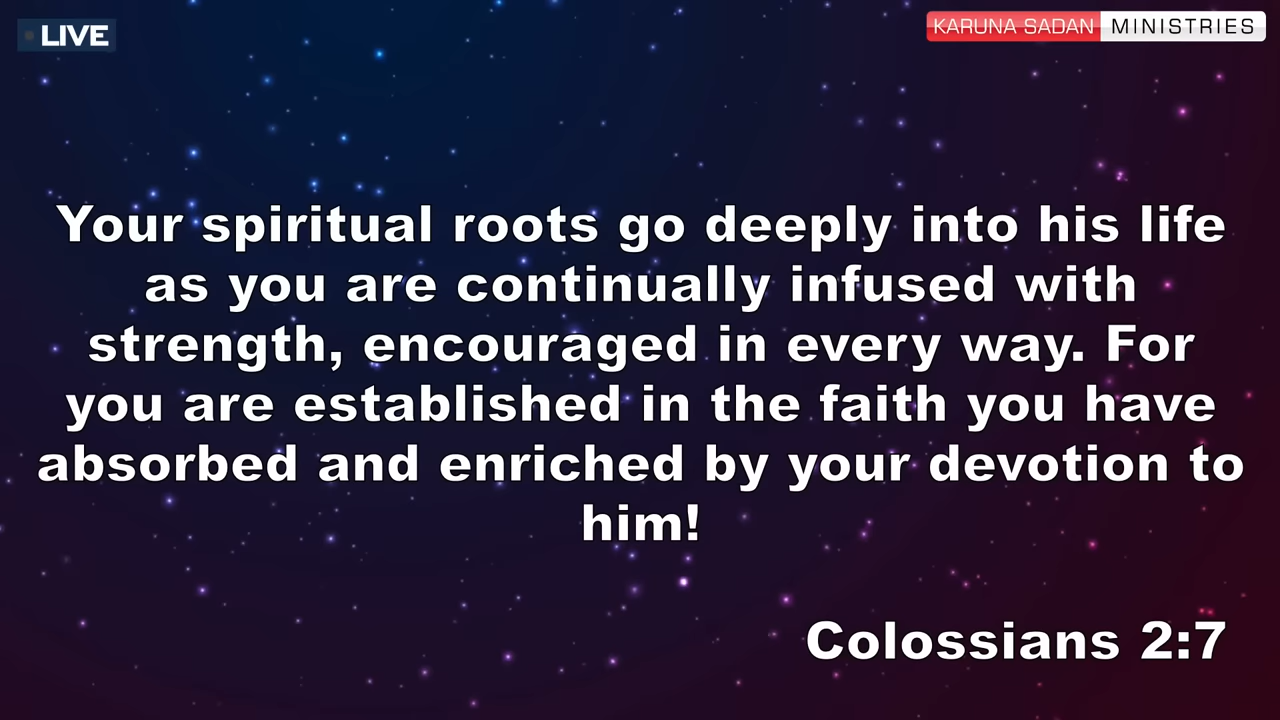 LIVE
KARUNA SADAN MINISTRIES
Your spiritual roots go deeply into his life
as you are continually infused with
strength, encouraged in every way. For
you are established in the faith you have
absorbed and enriched by your devotion to
him!
Colossians 2:7